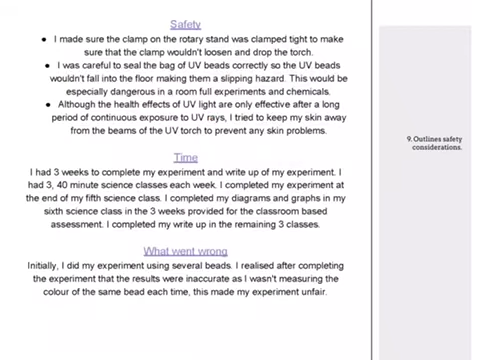 Safety
● I made sure the clamp on the rotary stand was clamped tight to make
sure that the clamp wouldn't loosen and drop the torch.
● I was careful to seal the bag of UV beads correctly so the UV beads
wouldn't fall into the floor making them a slipping hazard. This would be
especially dangerous in a room full experiments and chemicals.
● Although the health effects of UV light are only effective after a long
period of continuous exposure to UV rays, I tried to keep my skin away
from the beams of the UV torch to prevent any skin problems.
9. Outlines safety
considerations.
Time
I had 3 weeks to complete my experiment and write up of my experiment. I
had 3, 40 minute science classes each week. I completed my experiment at
the end of my fifth science class. I completed my diagrams and graphs in my
sixth science class in the 3 weeks provided for the classroom based
assessment. I completed my write up in the remaining 3 classes.
What went wrong
Initially, I did my experiment using several beads. I realised after completing
the experiment that the results were inaccurate as I wasn't measuring the
colour of the same bead each time, this made my experiment unfair.